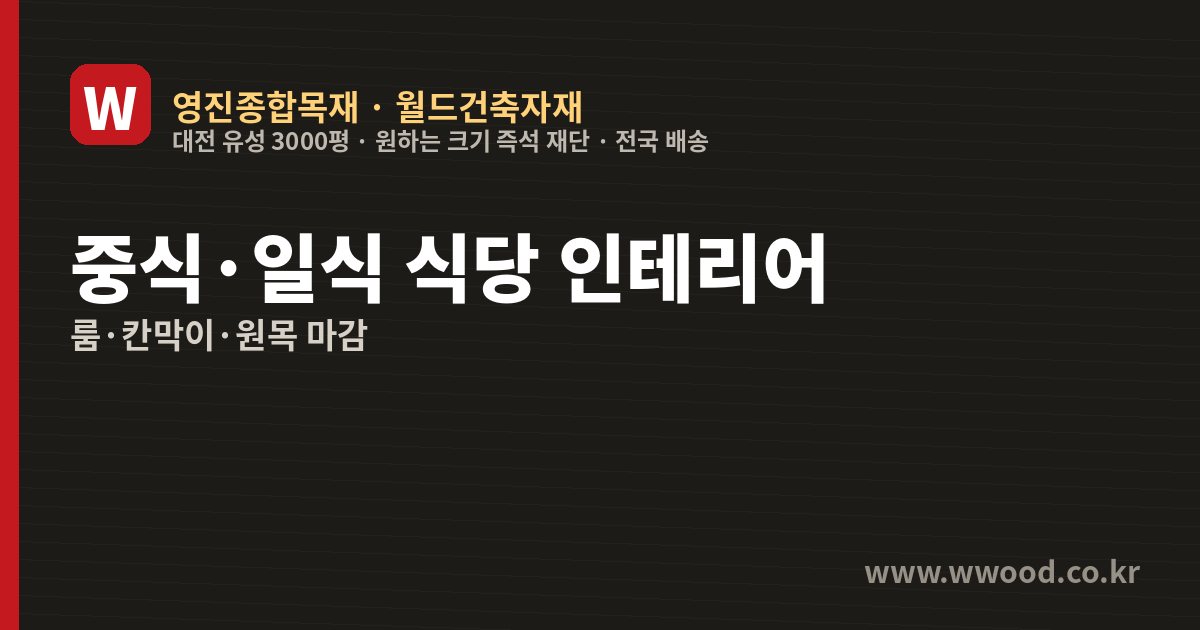 W
영진종합목재 · 월드건축자재
대전 유성 3000평 · 원하는 크기 즉석 재단 · 전국 배송
중식·일식 식당 인테리어
룸·칸막이·원목 마감
www.wwood.co.kr